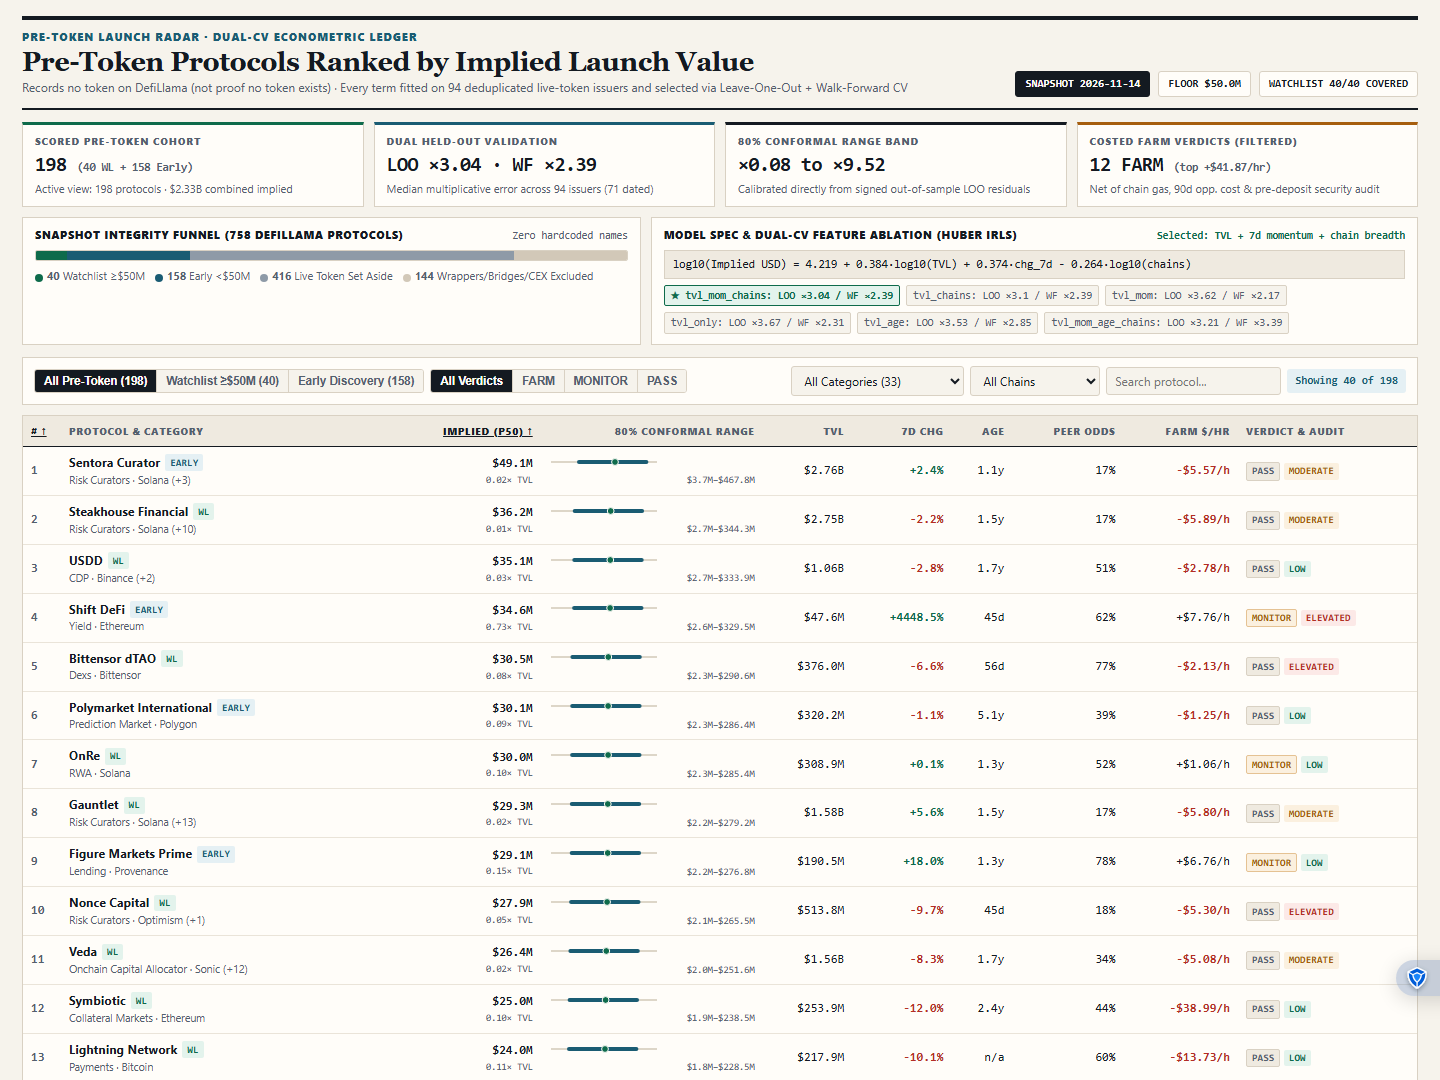 PRE-TOKEN LAUNCH RADAR · DUAL-CV ECONOMETRIC LEDGER
Pre-Token Protocols Ranked by Implied Launch Value
Records no token on DefiLlama (not proof no token exists) · Every term fitted on 94 deduplicated live-token issuers and selected via Leave-One-Out + Walk-Forward CV
SNAPSHOT 2026-11-14
FLOOR $50.0M
WATCHLIST 40/40 COVERED
SCORED PRE-TOKEN COHORT
198 (40 WL + 158 Early)
Active view: 198 protocols · $2.33B combined implied
DUAL HELD-OUT VALIDATION
LOO ×3.04 · WF ×2.39
Median multiplicative error across 94 issuers (71 dated)
80% CONFORMAL RANGE BAND
×0.08 to ×9.52
Calibrated directly from signed out-of-sample LOO residuals
COSTED FARM VERDICTS (FILTERED)
12 FARM (top +$41.87/hr)
Net of chain gas, 90d opp. cost & pre-deposit security audit
SNAPSHOT INTEGRITY FUNNEL (758 DEFILLAMA PROTOCOLS)
Zero hardcoded names
40 Watchlist ≥$50M
158 Early <$50M
416 Live Token Set Aside
144 Wrappers/Bridges/CEX Excluded
MODEL SPEC & DUAL-CV FEATURE ABLATION (HUBER IRLS)
Selected: TVL + 7d momentum + chain breadth
log10(Implied USD) = 4.219 + 0.384·log10(TVL) + 0.374·chg_7d - 0.264·log10(chains)
★ tvl_mom_chains: LOO ×3.04 / WF ×2.39
tvl_chains: LOO ×3.1 / WF ×2.39
tvl_mom: LOO ×3.62 / WF ×2.17
tvl_only: LOO ×3.67 / WF ×2.31
tvl_age: LOO ×3.53 / WF ×2.85
tvl_mom_age_chains: LOO ×3.21 / WF ×3.39
All Pre-Token (198)
Watchlist ≥$50M (40)
Early Discovery (158)
All Verdicts
FARM
MONITOR
PASS
All Categories (33)
All Chains
Search protocol...
Showing 40 of 198
# ↑ PROTOCOL & CATEGORY IMPLIED (P50) ↑ 80% CONFORMAL RANGE TVL 7D CHG AGE PEER ODDS FARM $/HR VERDICT & AUDIT
1 Sentora Curator EARLY $49.1M $2.76B +2.4% 1.1y 17% -$5.57/h PASS MODERATE
Risk Curators · Solana (+3) 0.02× TVL $3.7M–$467.8M
2 Steakhouse Financial WL $36.2M $2.75B -2.2% 1.5y 17% -$5.89/h PASS MODERATE
Risk Curators · Solana (+10) 0.01× TVL $2.7M–$344.3M
3 USDD WL $35.1M $1.06B -2.8% 1.7y 51% -$2.78/h PASS LOW
CDP · Binance (+2) 0.03× TVL $2.7M–$333.9M
4 Shift DeFi EARLY $34.6M $47.6M +4448.5% 45d 62% +$7.76/h MONITOR ELEVATED
Yield · Ethereum 0.73× TVL $2.6M–$329.5M
5 Bittensor dTAO WL $30.5M $376.0M -6.6% 56d 77% -$2.13/h PASS ELEVATED
Dexs · Bittensor 0.08× TVL $2.3M–$290.6M
6 Polymarket International EARLY $30.1M $320.2M -1.1% 5.1y 39% -$1.25/h PASS LOW
Prediction Market · Polygon 0.09× TVL $2.3M–$286.4M
7 OnRe WL $30.0M $308.9M +0.1% 1.3y 52% +$1.06/h MONITOR LOW
RWA · Solana 0.10× TVL $2.3M–$285.4M
8 Gauntlet WL $29.3M $1.58B +5.6% 1.5y 17% -$5.80/h PASS MODERATE
Risk Curators · Solana (+13) 0.02× TVL $2.2M–$279.2M
9 Figure Markets Prime EARLY $29.1M $190.5M +18.0% 1.3y 78% +$6.76/h MONITOR LOW
Lending · Provenance 0.15× TVL $2.2M–$276.8M
10 Nonce Capital WL $27.9M $513.8M -9.7% 45d 18% -$5.30/h PASS ELEVATED
Risk Curators · Optimism (+1) 0.05× TVL $2.1M–$265.5M
11 Veda WL $26.4M $1.56B -8.3% 1.7y 34% -$5.08/h PASS MODERATE
Onchain Capital Allocator · Sonic (+12) 0.02× TVL $2.0M–$251.6M
12 Symbiotic WL $25.0M $253.9M -12.0% 2.4y 44% -$38.99/h PASS LOW
Collateral Markets · Ethereum 0.10× TVL $1.9M–$238.5M
13 Lightning Network WL $24.0M $217.9M -10.1% n/a 60% -$13.73/h PASS LOW
Payments · Bitcoin 0.11× TVL $1.8M–$228.5M